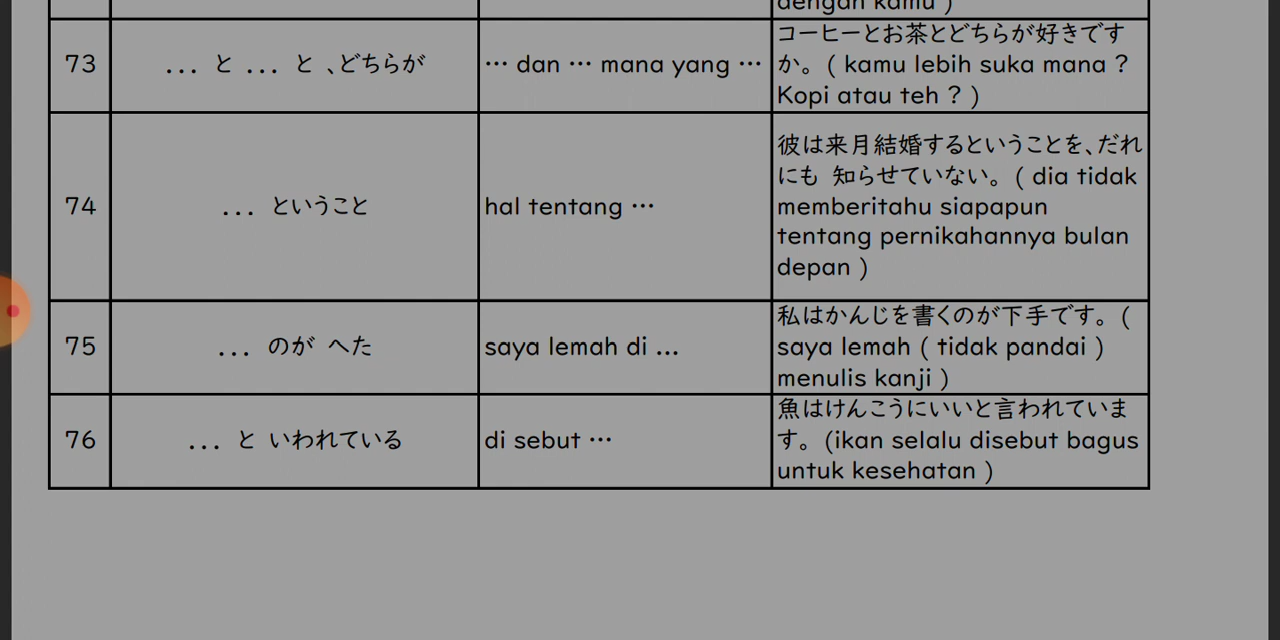 dengan kamu )
73
... と ... と 、どちらが
… dan … mana yang …
コーヒーとお茶とどちらが好きです
か。 ( kamu lebih suka mana ?
Kopi atau teh ? )
74
... ということ
hal tentang …
彼は来月結婚するということを、だれ
にも 知らせていない。 ( dia tidak
memberitahu siapapun
tentang pernikahannya bulan
depan )
75
... のが へた
saya lemah di ...
私はかんじを書くのが下手です。 (
saya lemah ( tidak pandai )
menulis kanji )
76
... と いわれている
di sebut …
魚はけんこうにいいと言われていま
す。 (ikan selalu disebut bagus
untuk kesehatan )